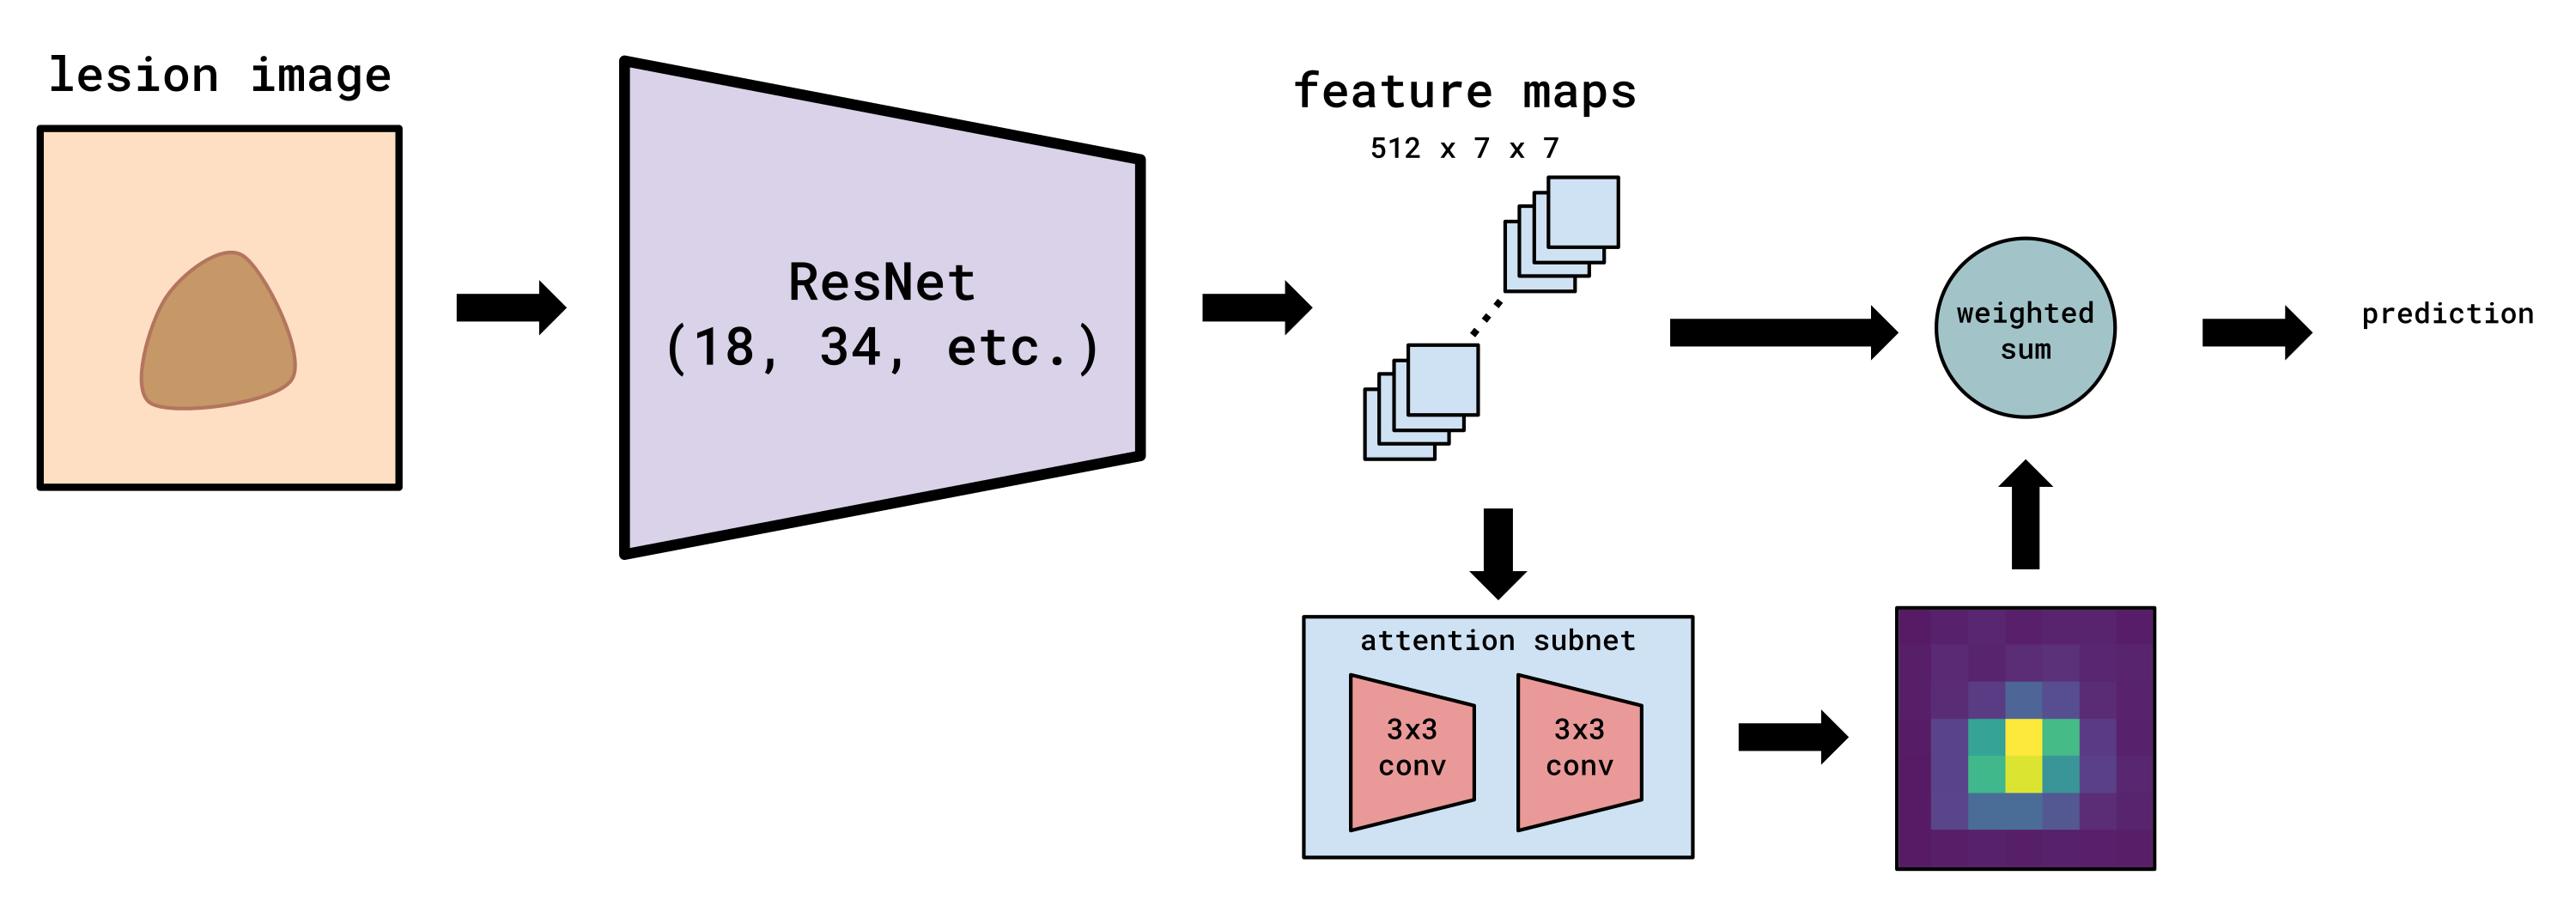 lesion image
ResNet
(18, 34, etc.)
feature maps
512 x 7 x 7
weighted
sum
prediction
attention subnet
3x3
conv
3x3
conv